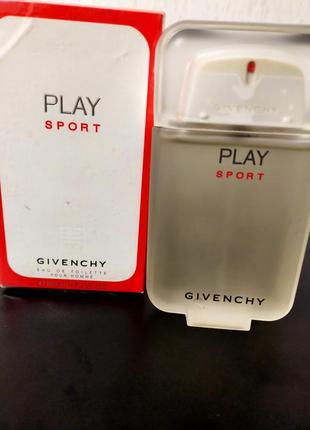 PLAY
SPORT
GIVENCHY
EAU DE TOILETTE
POUR HOMME
GIVENCHY
PLAY
SPORT
GIVENCHY